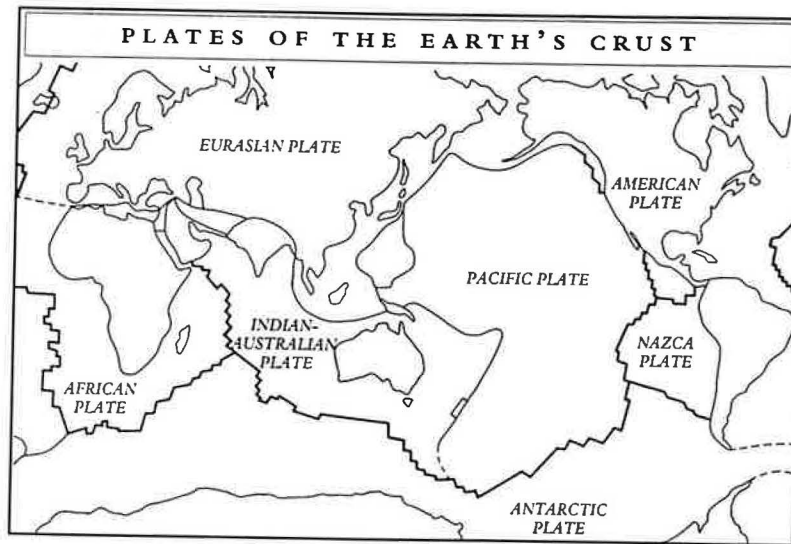 PLATES OF THE EARTH'S CRUST
EURASIAN PLATE
AMERICAN
PLATE
PACIFIC PLATE
INDIAN-
AUSTRALIAN
PLATE
NAZCA
PLATE
AFRICAN
PLATE
ANTARCTIC
PLATE